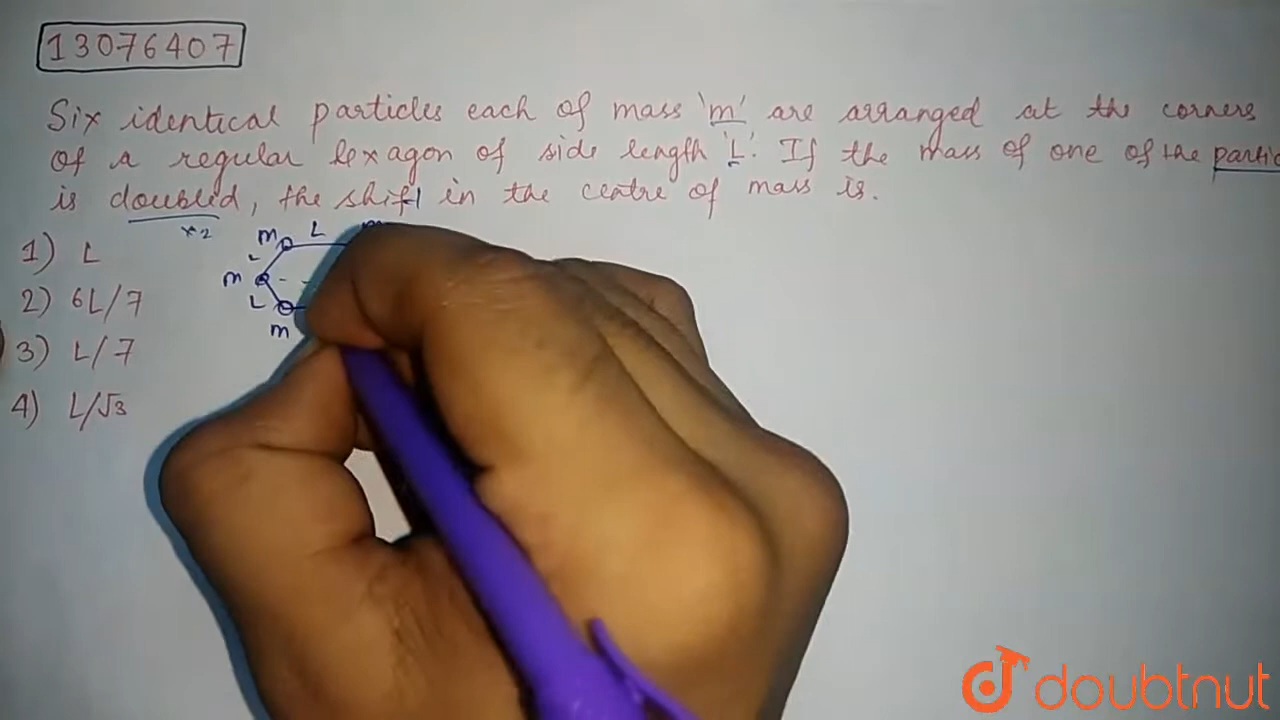 13076407
Six identical particles each of mass 'm' are arranged at the corners
of a regular hexagon of side length 'L'. If the mass of one of the partic
is doubled, the shift in the centre of mass is.
×2
1) L
2) 6L/7
3) L/7
4) L/√3
m L m
L
m
L
m
doubtnut